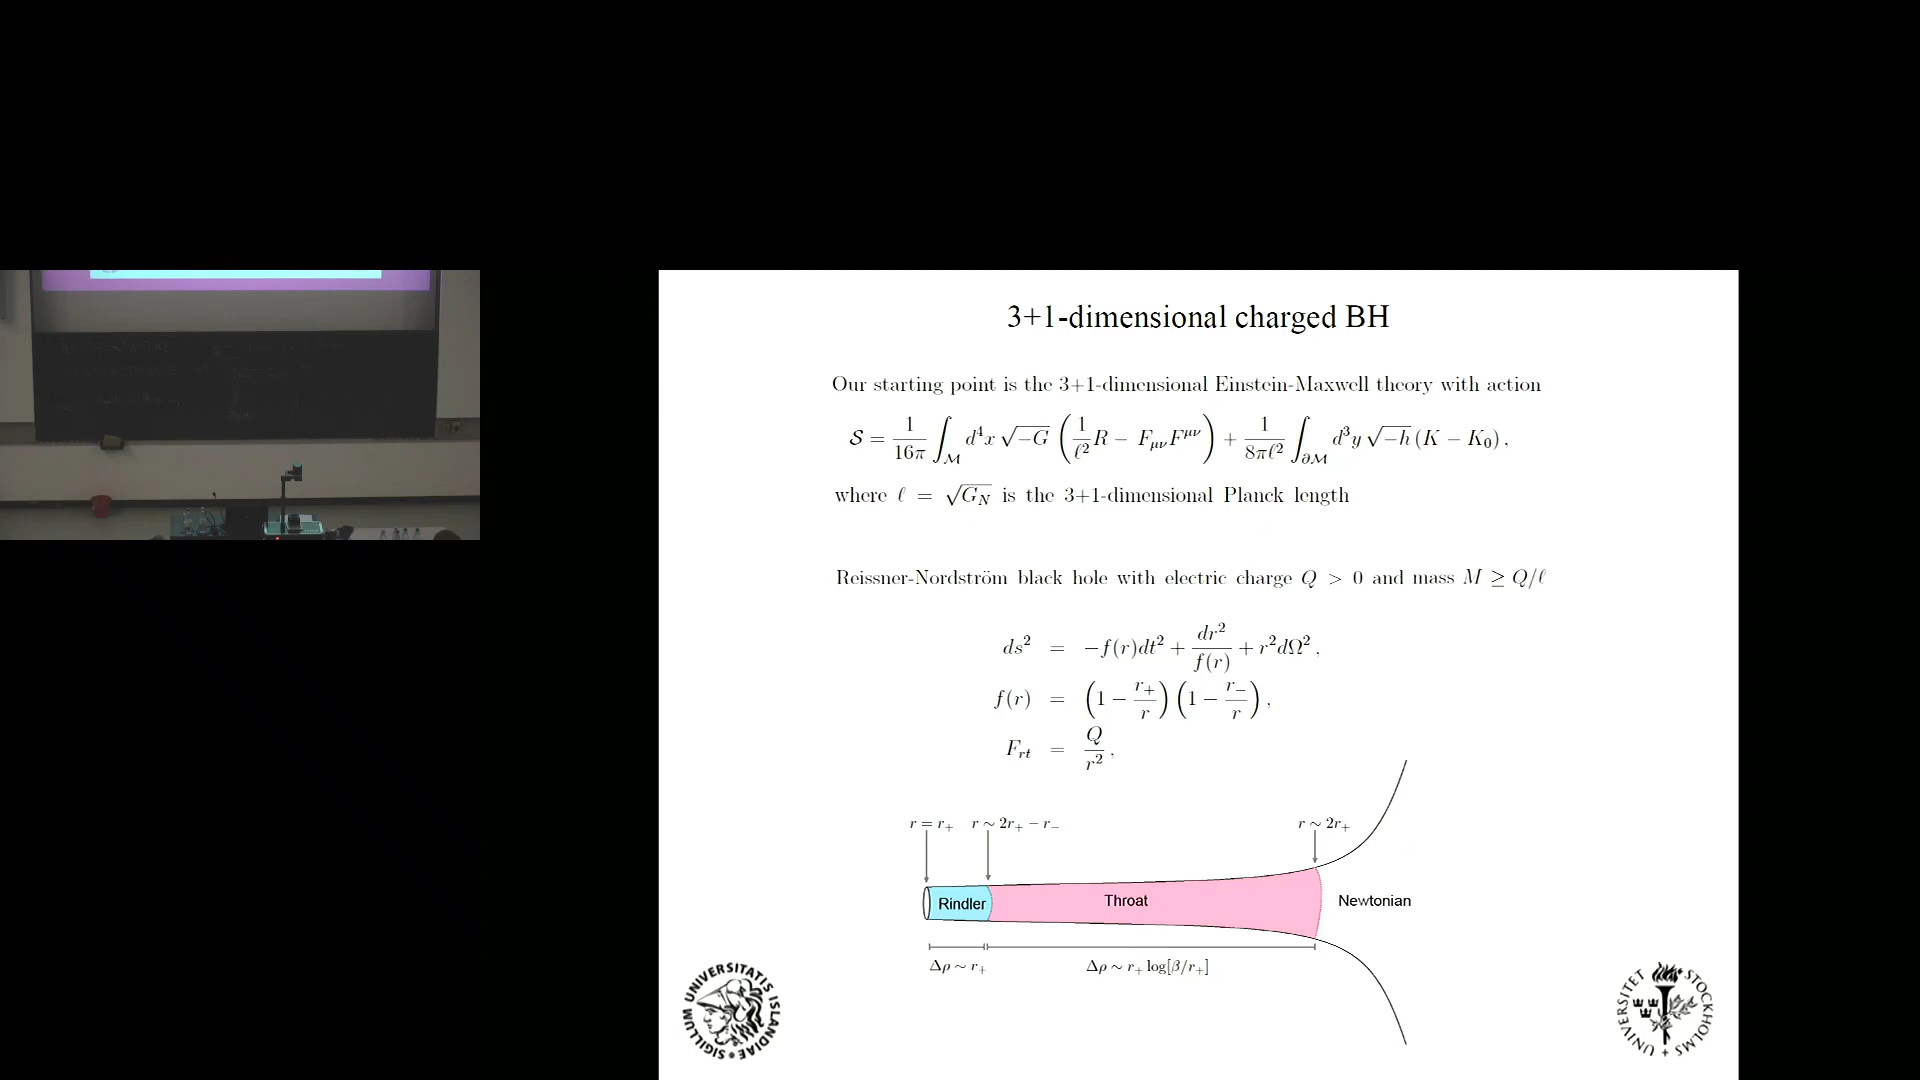 3+1-dimensional charged BH
Our starting point is the 3+1-dimensional Einstein-Maxwell theory with action
𝒮 = 1/16π ∫_ℳ d⁴x √−G (1/ℓ² R − F_μν F^μν) + 1/8πℓ² ∫_∂ℳ d³y √−h (K − K₀) ,
where ℓ = √G_N is the 3+1-dimensional Planck length
Reissner-Nordström black hole with electric charge Q > 0 and mass M ≥ Q/ℓ
ds² = −f(r)dt² + dr²/f(r) + r²dΩ² ,
f(r) = (1 − r₊/r)(1 − r₋/r) ,
F_rt = Q/r² ,
r = r₊ r ∼ 2r₊ − r₋ r ∼ 2r₊
Rindler Throat Newtonian
Δρ ∼ r₊ Δρ ∼ r₊ log[β/r₊]
SIGILLUM UNIVERSITATIS ISLANDIAE
STOCKHOLMS UNIVERSITET